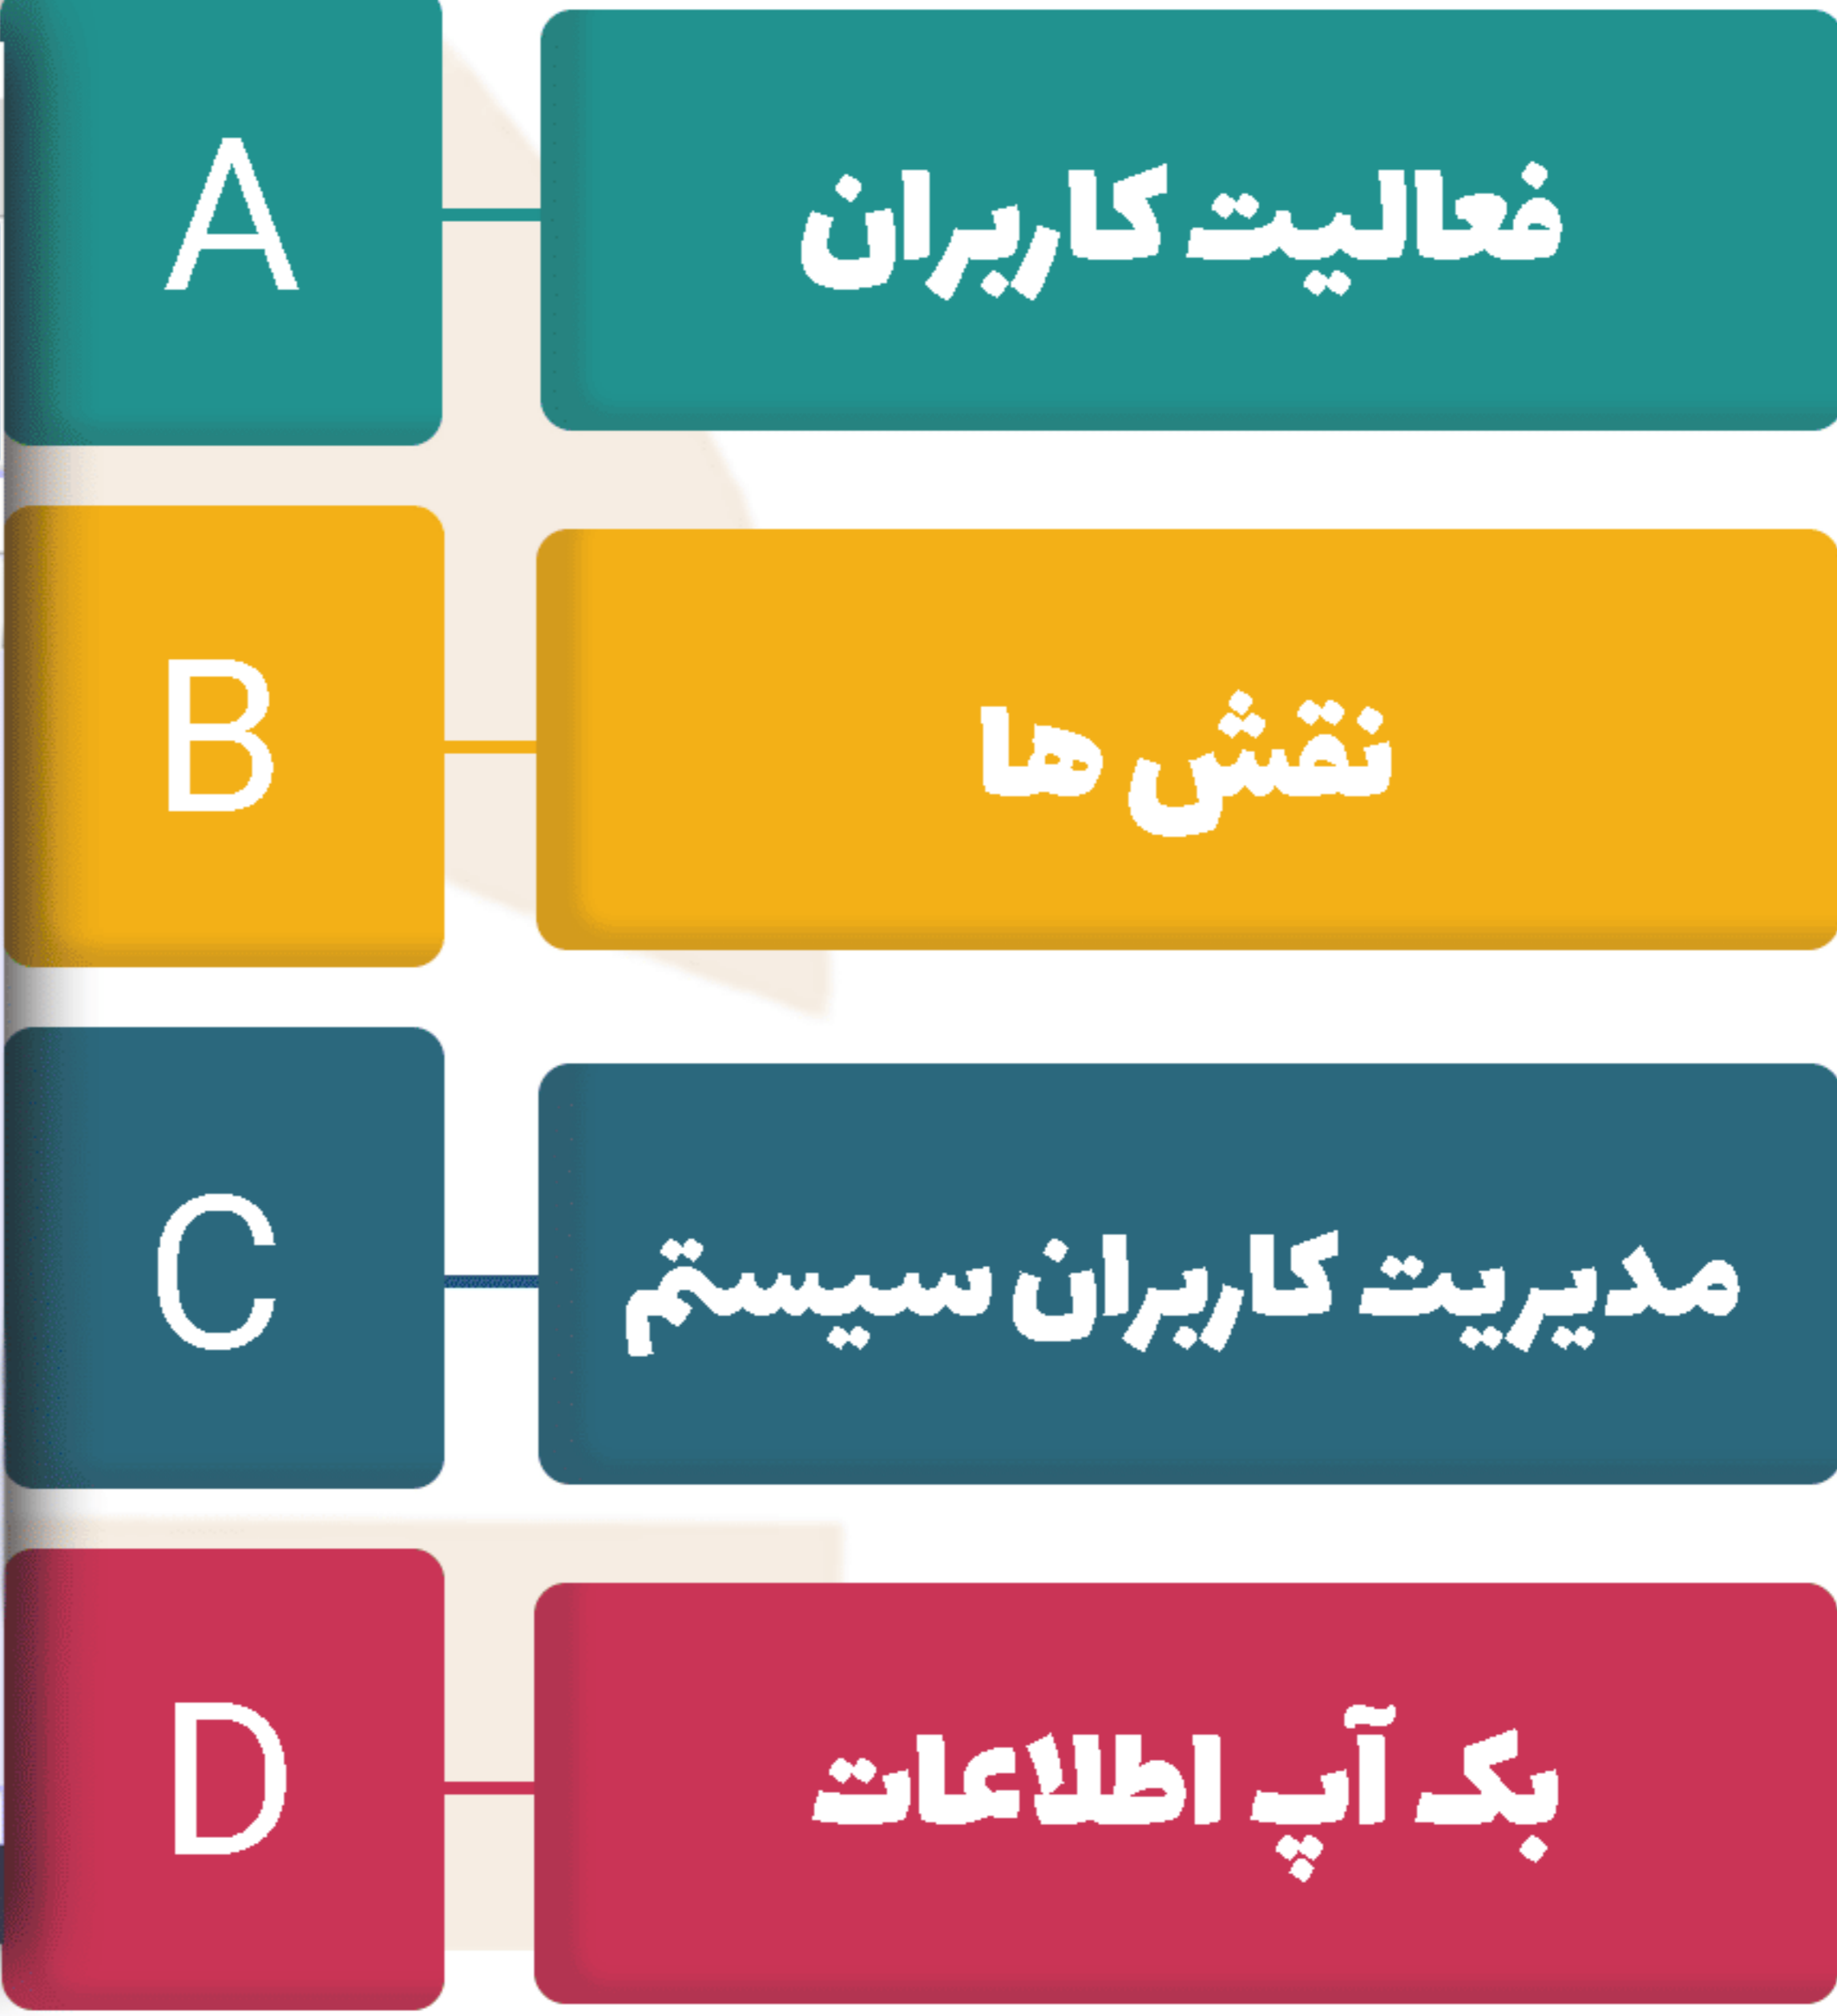 A
فعالیت کاربران
B
نقش ها
C
مدیریت کاربران سیستم
D
بک آپ اطلاعات